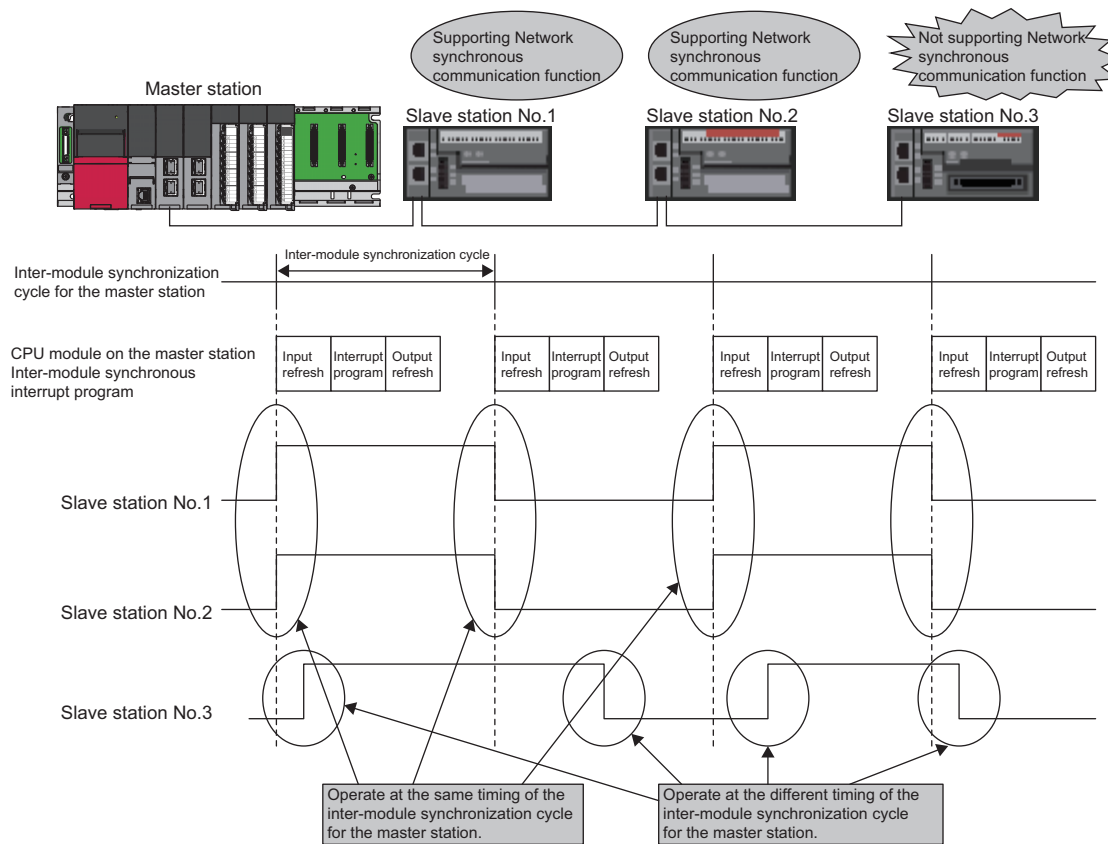 Supporting Network
synchronous
communication function
Supporting Network
synchronous
communication function
Not supporting Network
synchronous
communication function
Master station
Slave station No.1
Slave station No.2
Slave station No.3
Inter-module synchronization cycle
Inter-module synchronization
cycle for the master station
CPU module on the master station
Inter-module synchronous
interrupt program
Input
refresh
Interrupt
program
Output
refresh
Input
refresh
Interrupt
program
Output
refresh
Input
refresh
Interrupt
program
Output
refresh
Input
refresh
Interrupt
program
Output
refresh
Slave station No.1
Slave station No.2
Slave station No.3
Operate at the same timing of the
inter-module synchronization cycle
for the master station.
Operate at the different timing of the
inter-module synchronization cycle
for the master station.